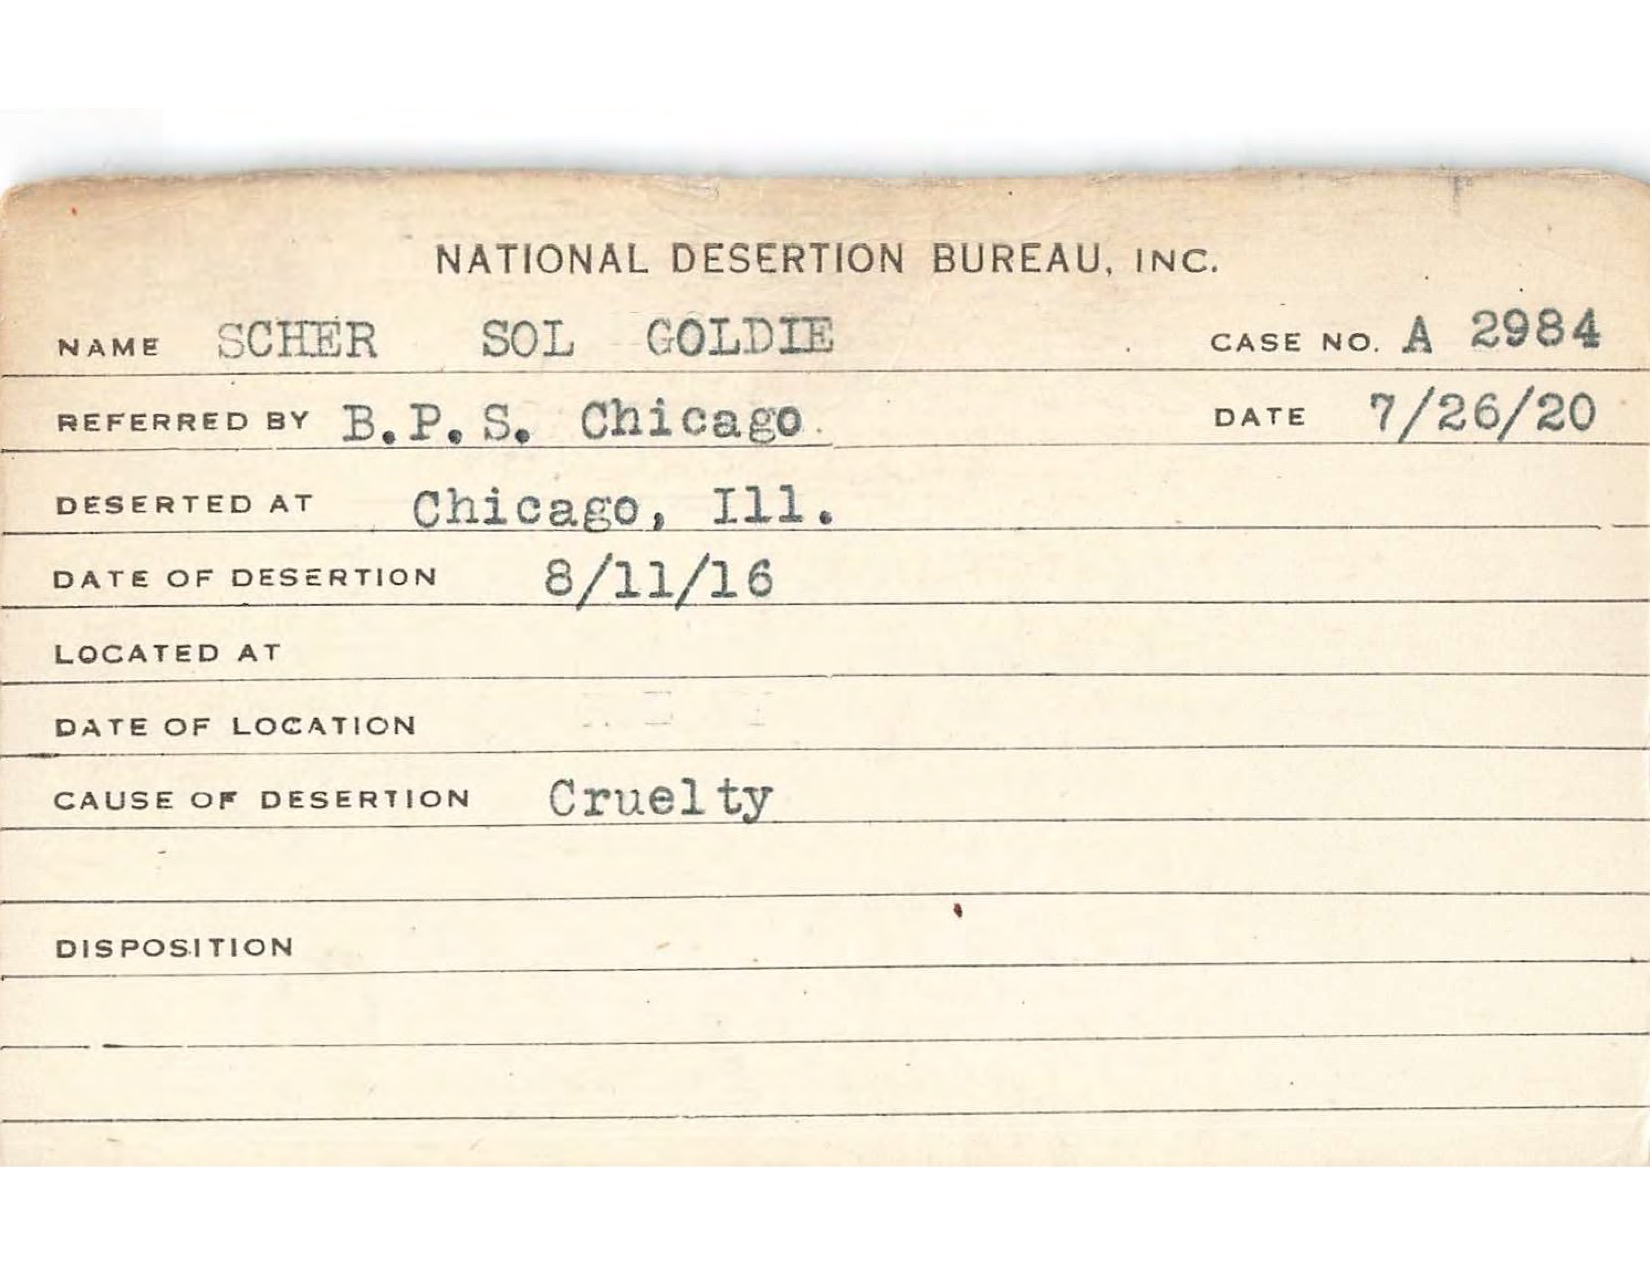 NATIONAL DESERTION BUREAU, INC.
NAME SCHER SOL GOLDIE CASE NO. A 2984
REFERRED BY B.P.S. Chicago. DATE 7/26/20
DESERTED AT Chicago, Ill.
DATE OF DESERTION 8/11/16
LOCATED AT
DATE OF LOCATION
CAUSE OF DESERTION Cruelty
DISPOSITION